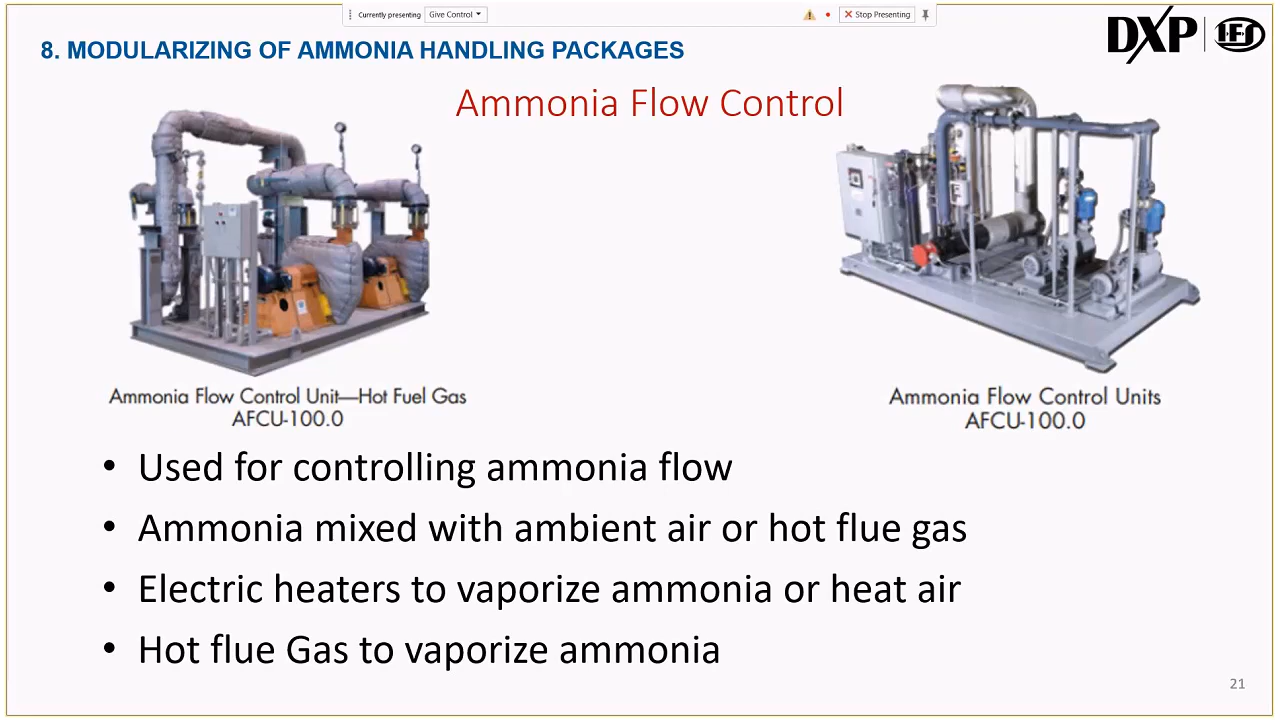 Currently presenting
Give Control
Stop Presenting
8. MODULARIZING OF AMMONIA HANDLING PACKAGES
DXP
IFS
Ammonia Flow Control
Ammonia Flow Control Unit—Hot Fuel Gas
AFCU-100.0
Ammonia Flow Control Units
AFCU-100.0
• Used for controlling ammonia flow
• Ammonia mixed with ambient air or hot flue gas
• Electric heaters to vaporize ammonia or heat air
• Hot flue Gas to vaporize ammonia
21